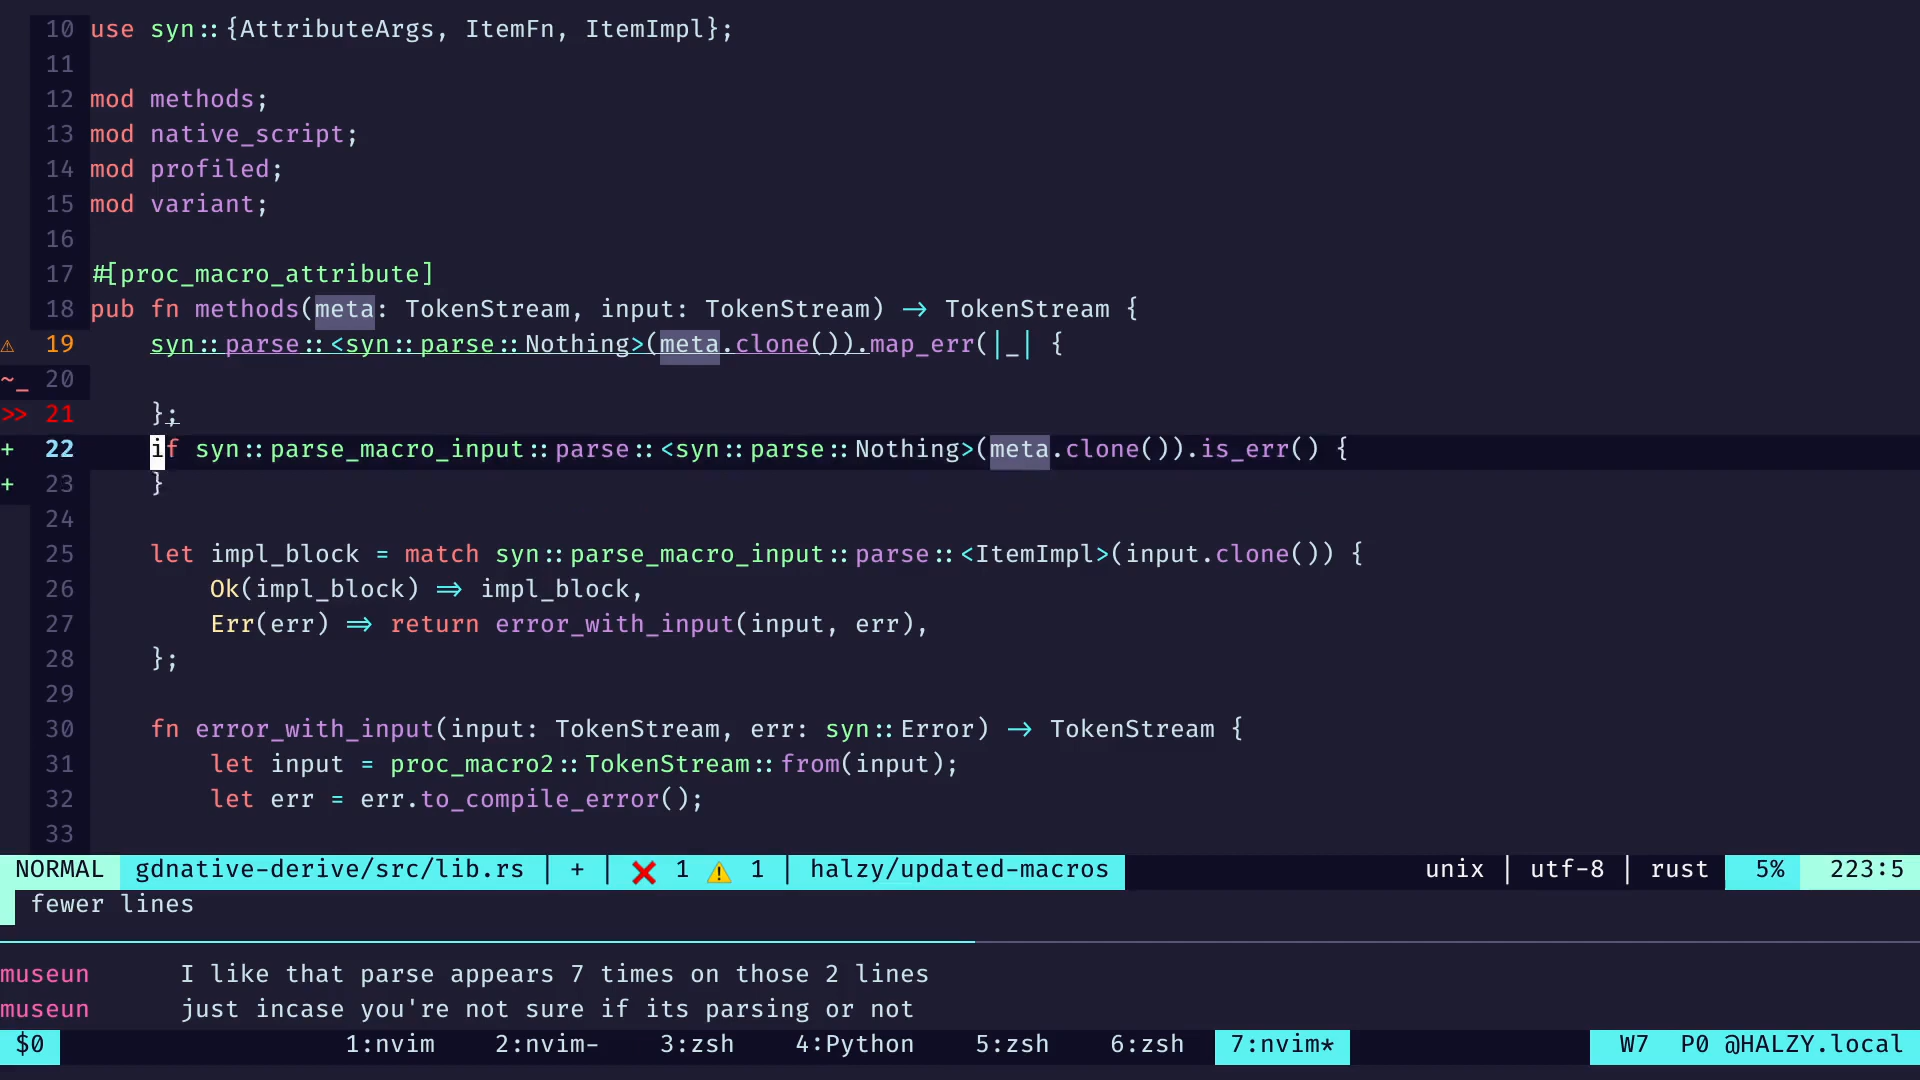 10 use syn::{AttributeArgs, ItemFn, ItemImpl};
11
12 mod methods;
13 mod native_script;
14 mod profiled;
15 mod variant;
16
17 #[proc_macro_attribute]
18 pub fn methods(meta: TokenStream, input: TokenStream) -> TokenStream {
⚠ 19     syn::parse::<syn::parse::Nothing>(meta.clone()).map_err(|_| {
~_ 20
>> 21     };
+ 22     if syn::parse_macro_input::parse::<syn::parse::Nothing>(meta.clone()).is_err() {
+ 23     }
24
25     let impl_block = match syn::parse_macro_input::parse::<ItemImpl>(input.clone()) {
26         Ok(impl_block) => impl_block,
27         Err(err) => return error_with_input(input, err),
28     };
29
30     fn error_with_input(input: TokenStream, err: syn::Error) -> TokenStream {
31         let input = proc_macro2::TokenStream::from(input);
32         let err = err.to_compile_error();
33
NORMAL gdnative-derive/src/lib.rs | + | ❌ 1 ⚠ 1 | halzy/updated-macros unix | utf-8 | rust 5% 223:5
fewer lines
museun I like that parse appears 7 times on those 2 lines
museun just incase you're not sure if its parsing or not
$0 1:nvim 2:nvim- 3:zsh 4:Python 5:zsh 6:zsh 7:nvim* W7 P0 @HALZY.local